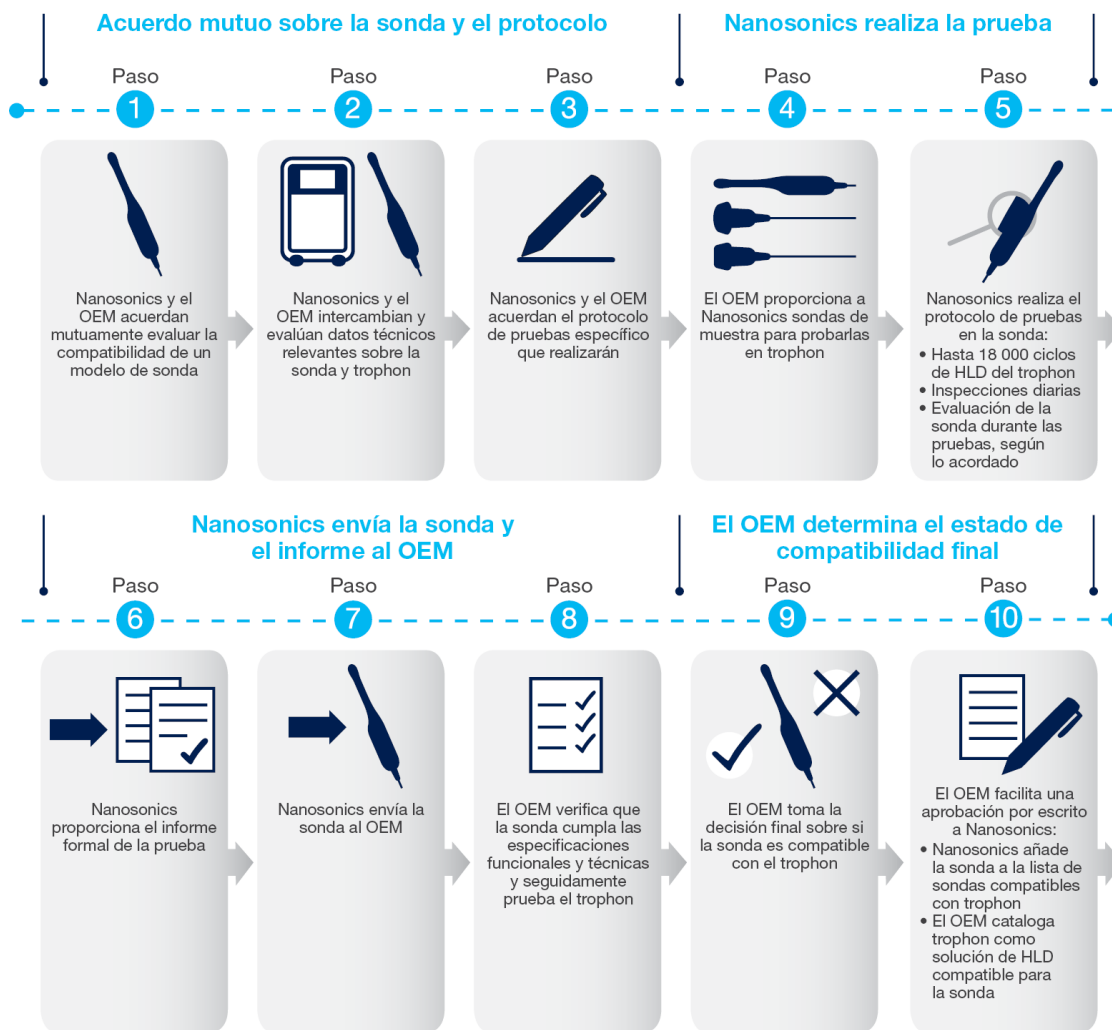 Acuerdo mutuo sobre la sonda y el protocolo
Nanosonics realiza la prueba
Paso
1
Paso
2
Paso
3
Paso
4
Paso
5
Nanosonics y el
OEM acuerdan
mutuamente evaluar la
compatibilidad de un
modelo de sonda
Nanosonics y el
OEM intercambian y
evalúan datos técnicos
relevantes sobre la
sonda y trophon
Nanosonics y el OEM
acuerdan el protocolo
de pruebas específico
que realizarán
El OEM proporciona a
Nanosonics sondas de
muestra para probarlas
en trophon
Nanosonics realiza el
protocolo de pruebas
en la sonda:
• Hasta 18 000 ciclos
de HLD del trophon
• Inspecciones diarias
• Evaluación de la
sonda durante las
pruebas, según
lo acordado
Nanosonics envía la sonda y
el informe al OEM
El OEM determina el estado de
compatibilidad final
Paso
6
Paso
7
Paso
8
Paso
9
Paso
10
Nanosonics
proporciona el informe
formal de la prueba
Nanosonics envía la
sonda al OEM
El OEM verifica que
la sonda cumpla las
especificaciones
funcionales y técnicas
y seguidamente
prueba el trophon
El OEM toma la
decisión final sobre si
la sonda es compatible
con el trophon
El OEM facilita una
aprobación por escrito
a Nanosonics:
• Nanosonics añade
la sonda a la lista de
sondas compatibles
con trophon
• El OEM cataloga
trophon como
solución de HLD
compatible para
la sonda